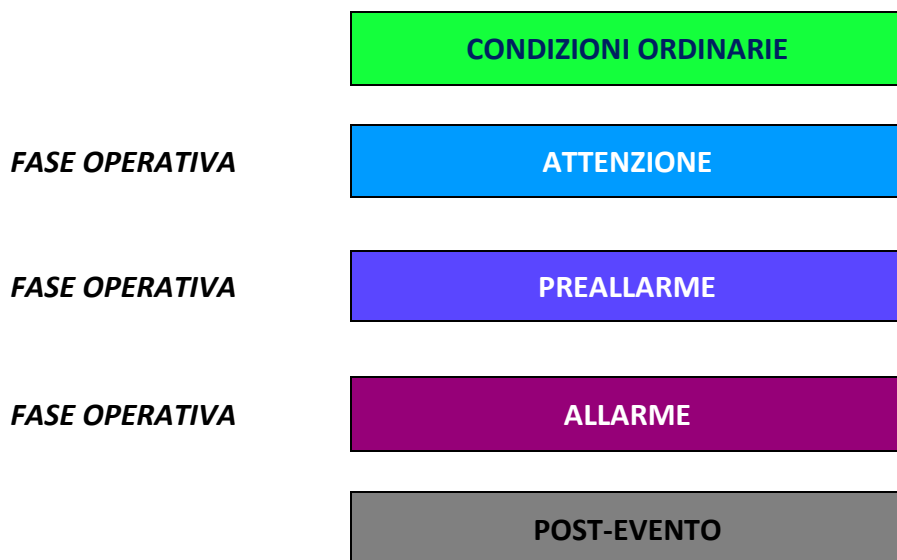 CONDIZIONI ORDINARIE
FASE OPERATIVA ATTENZIONE
FASE OPERATIVA PREALLARME
FASE OPERATIVA ALLARME
POST-EVENTO